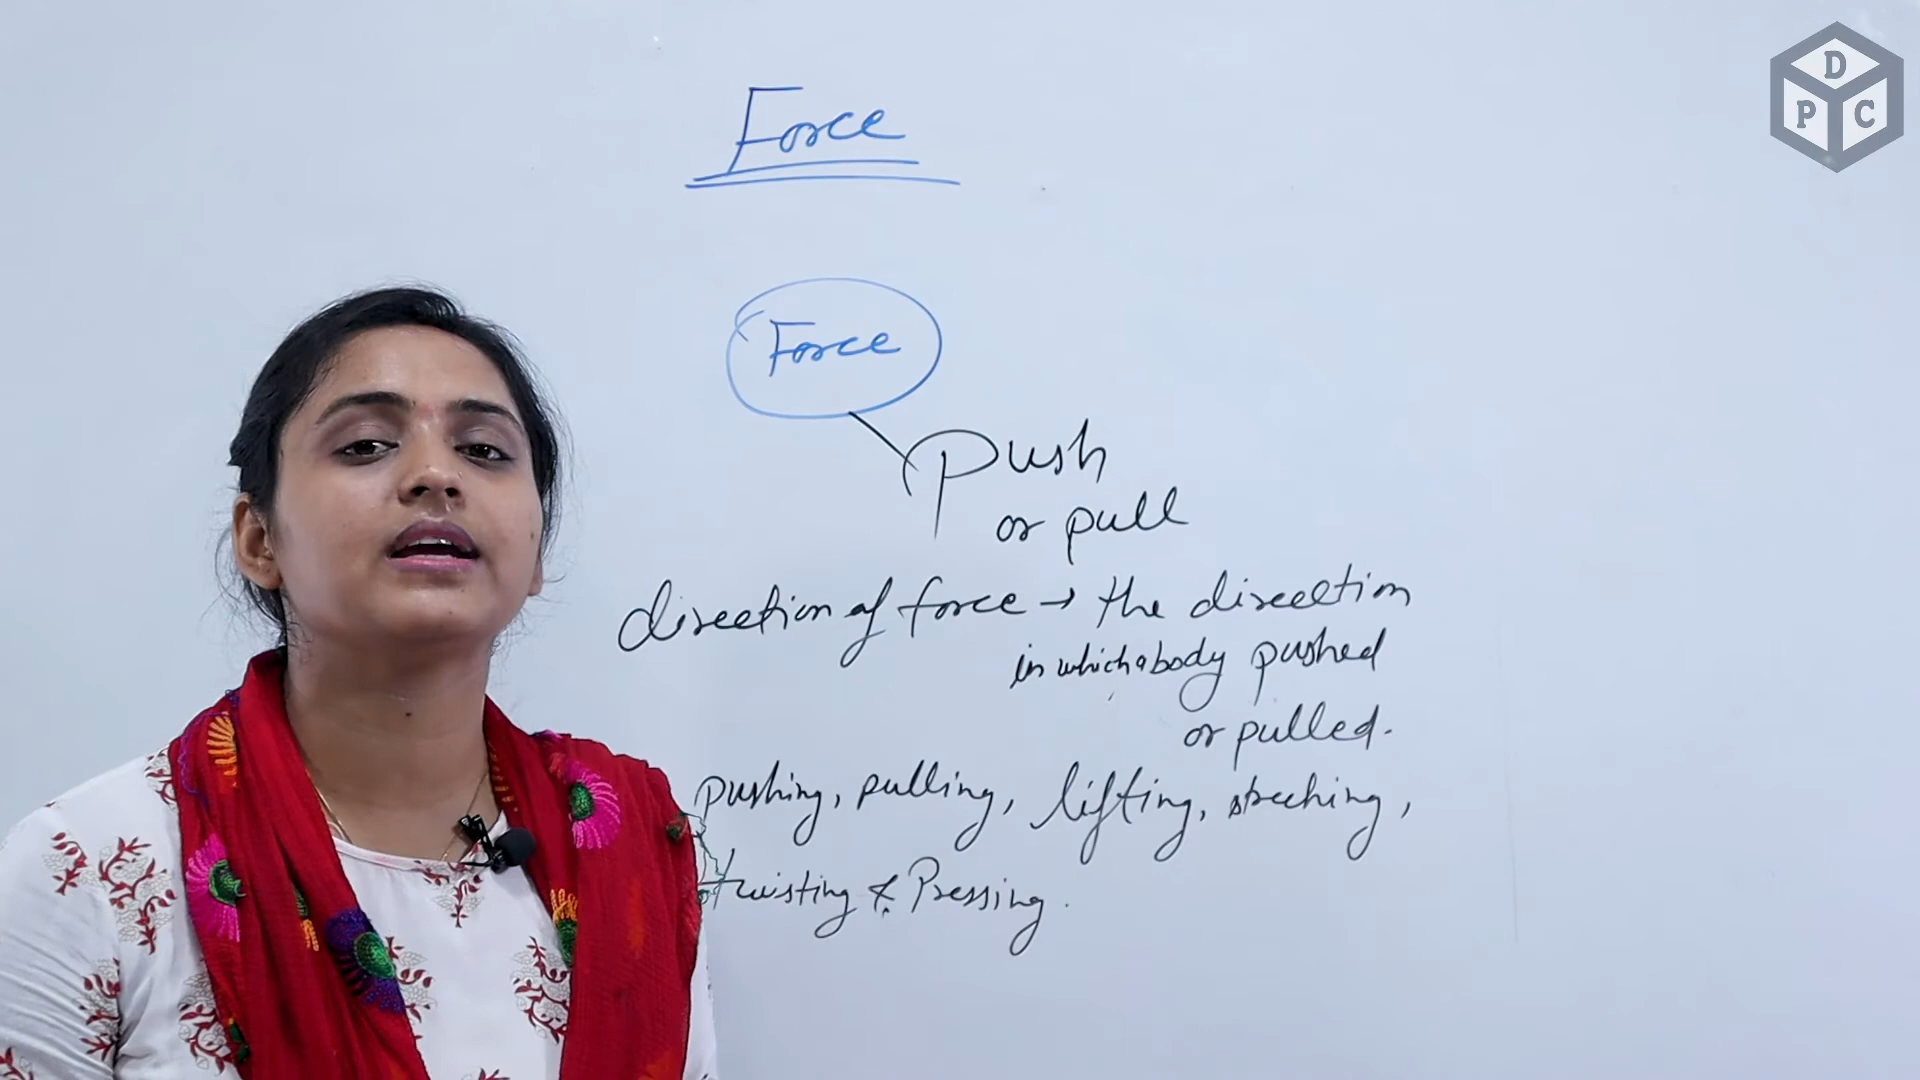 D
P C
Force
Force
push
or pull
direction of force → the direction
in which a body pushed
or pulled.
pushing, pulling, lifting, streching,
twisting & Pressing.